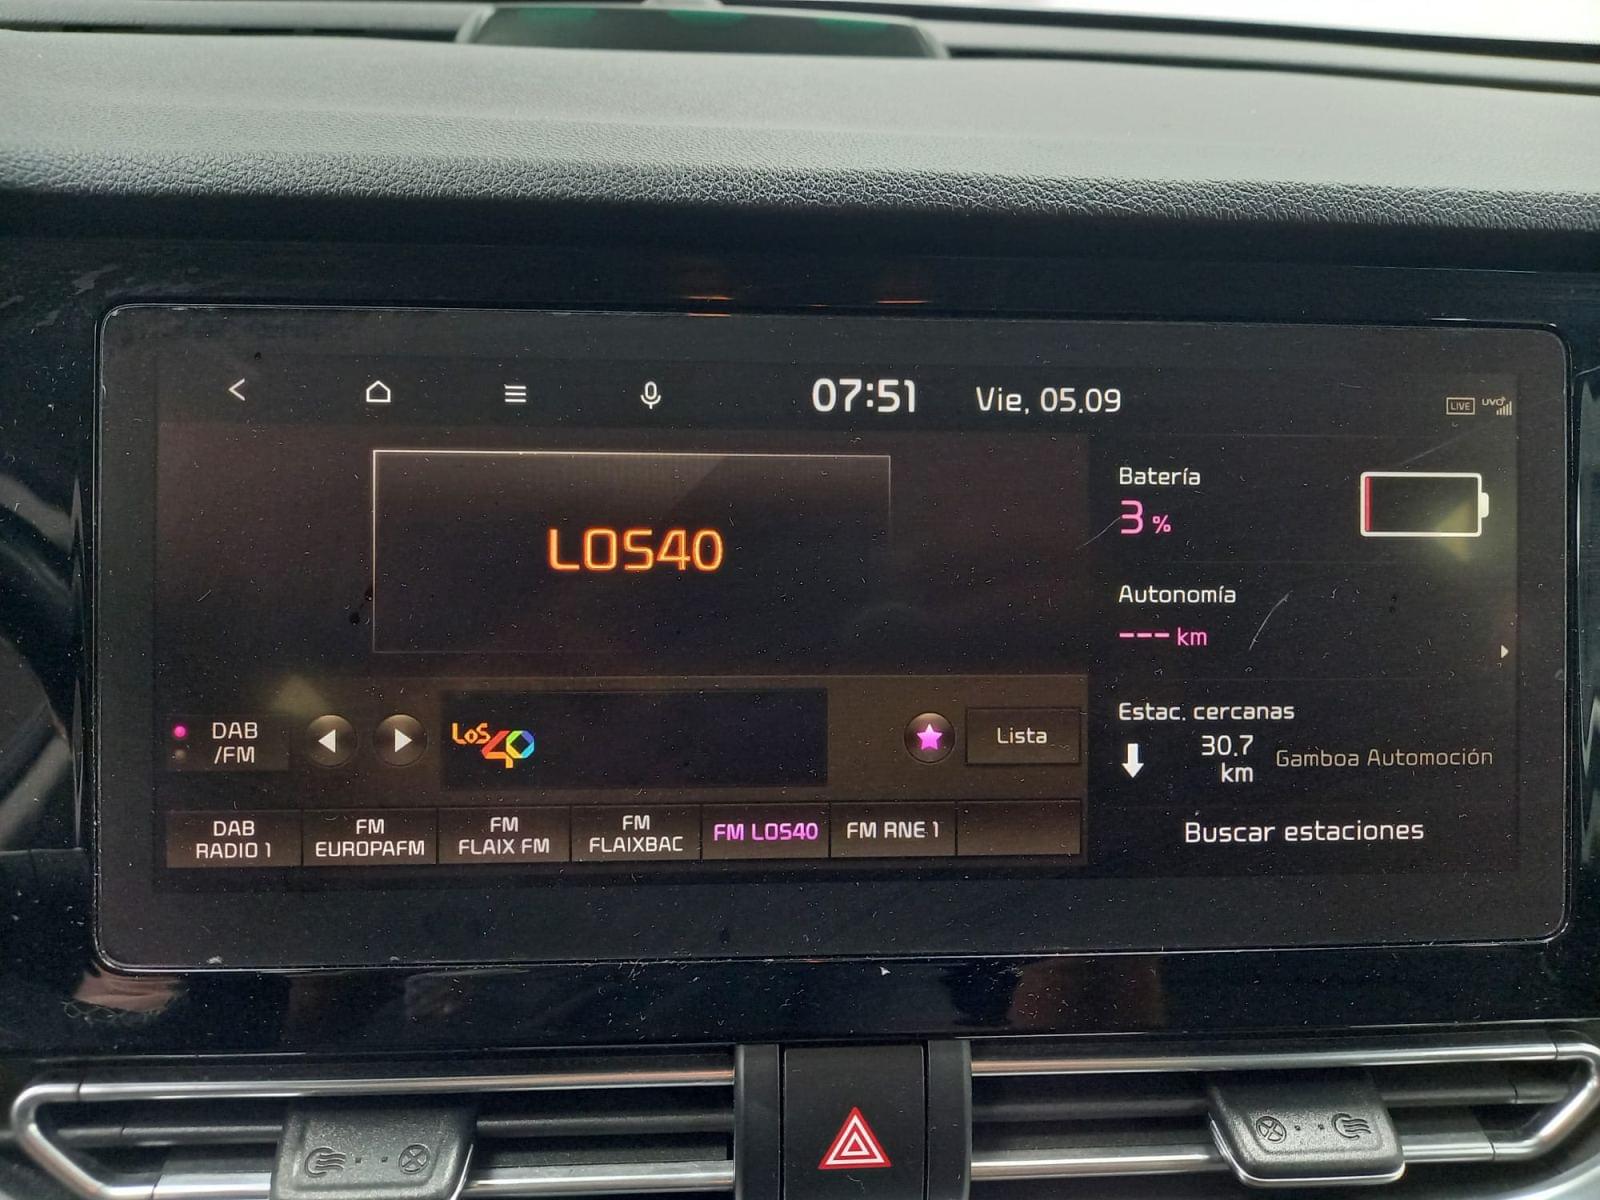 07:51
Vie, 05.09
LIVE
UVO
LOS40
Batería
3 %
Autonomía
--- km
DAB
/FM
LOS40
Lista
Estac. cercanas
30.7
km
Gamboa Automoción
Buscar estaciones
DAB
RADIO 1
FM
EUROPAFM
FM
FLAIX FM
FM
FLAIXBAC
FM LOS40
FM RNE 1